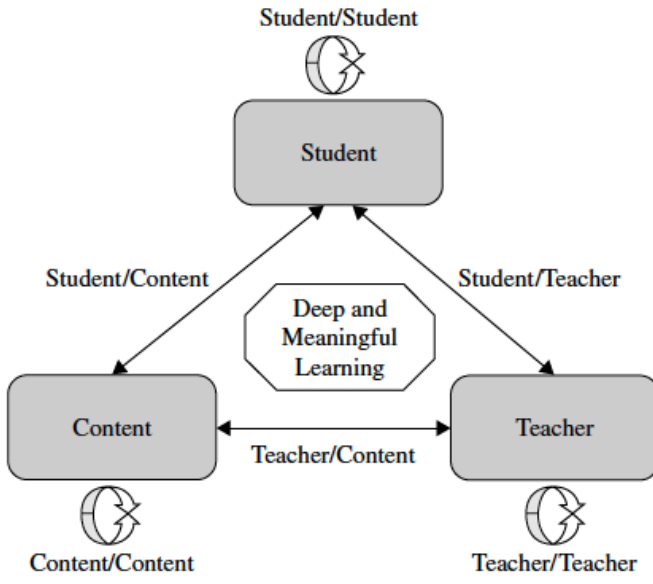 Student/Student
Student
Student/Content
Student/Teacher
Deep and
Meaningful
Learning
Content
Teacher
Teacher/Content
Content/Content
Teacher/Teacher